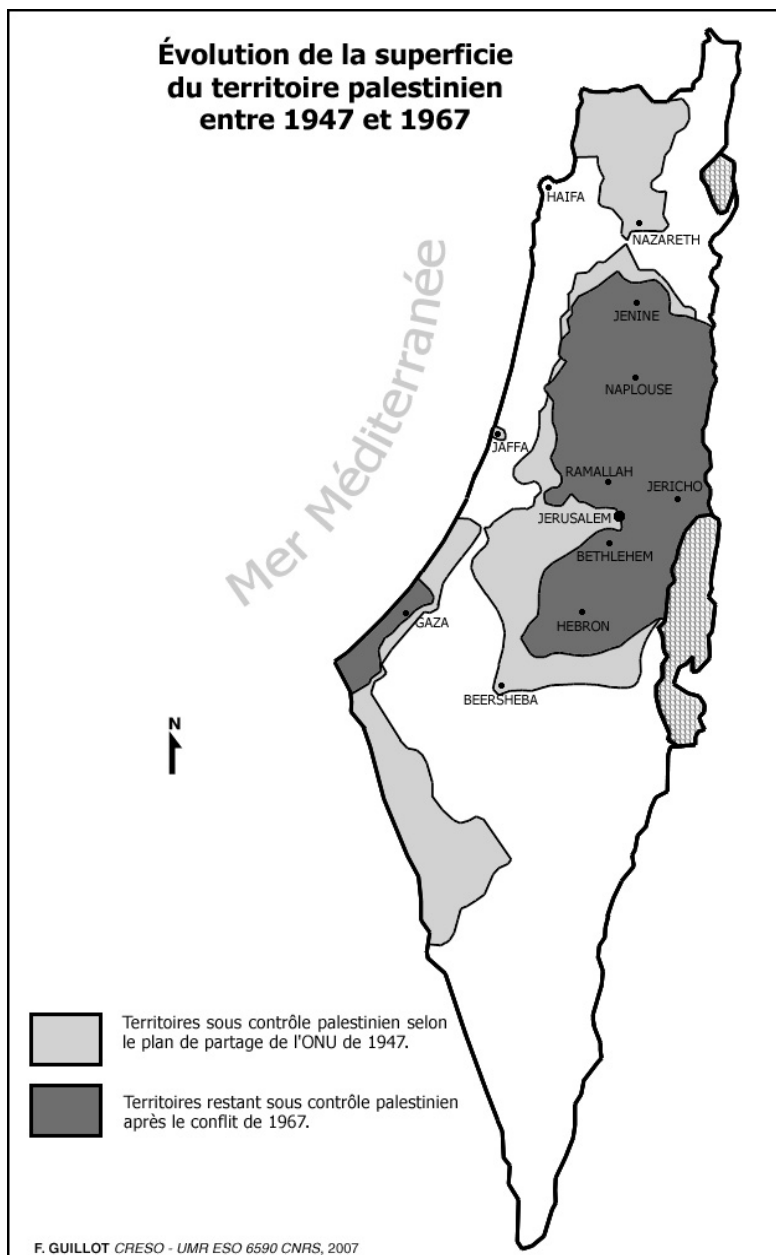 Évolution de la superficie
du territoire palestinien
entre 1947 et 1967
HAIFA
NAZARETH
Mer Méditerranée
JENINE
NAPLOUSE
JAFFA
RAMALLAH
JERICHO
JERUSALEM
BETHLEHEM
GAZA
HEBRON
BEERSHEBA
N
Territoires sous contrôle palestinien selon
le plan de partage de l'ONU de 1947.
Territoires restant sous contrôle palestinien
après le conflit de 1967.
F. GUILLOT CRESO - UMR ESO 6590 CNRS, 2007